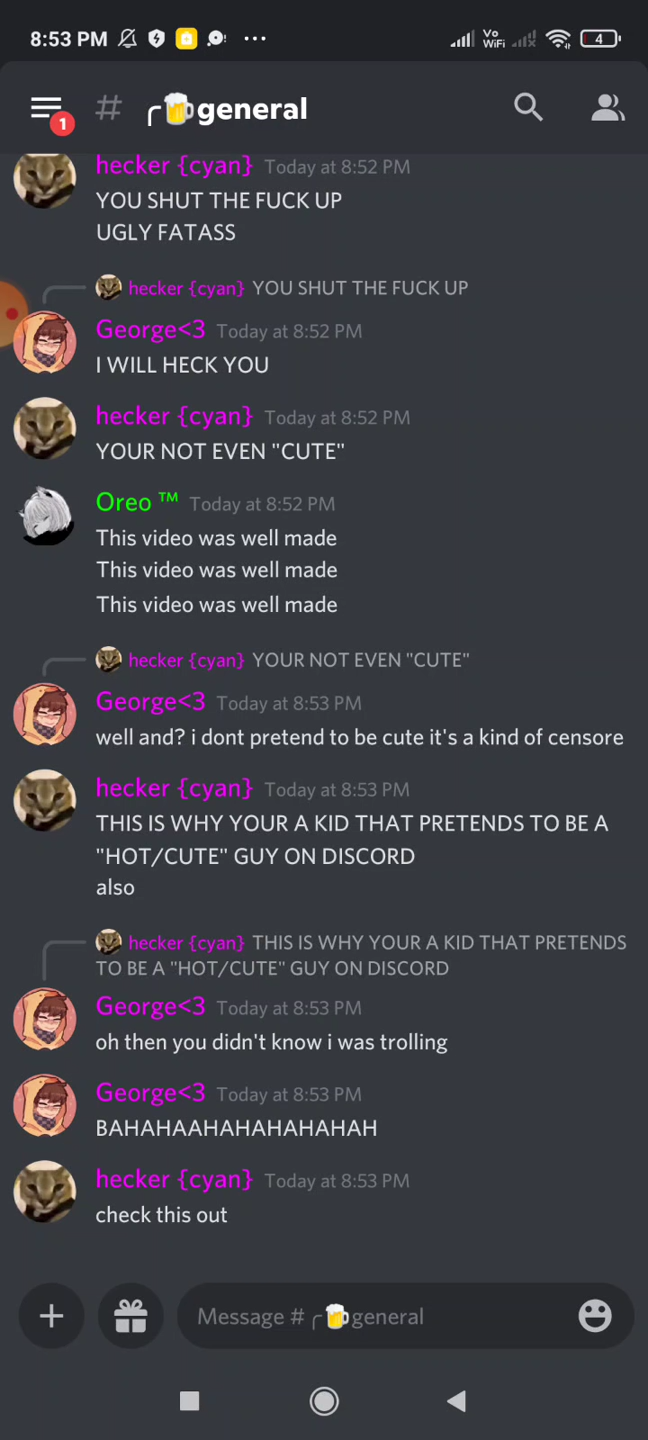 8:53 PM
Vo
WiFi
4
1
# ╭🍺general
hecker {cyan} Today at 8:52 PM
YOU SHUT THE FUCK UP
UGLY FATASS
hecker {cyan} YOU SHUT THE FUCK UP
George<3 Today at 8:52 PM
I WILL HECK YOU
hecker {cyan} Today at 8:52 PM
YOUR NOT EVEN "CUTE"
Oreo ™ Today at 8:52 PM
This video was well made
This video was well made
This video was well made
hecker {cyan} YOUR NOT EVEN "CUTE"
George<3 Today at 8:53 PM
well and? i dont pretend to be cute it's a kind of censore
hecker {cyan} Today at 8:53 PM
THIS IS WHY YOUR A KID THAT PRETENDS TO BE A
"HOT/CUTE" GUY ON DISCORD
also
hecker {cyan} THIS IS WHY YOUR A KID THAT PRETENDS
TO BE A "HOT/CUTE" GUY ON DISCORD
George<3 Today at 8:53 PM
oh then you didn't know i was trolling
George<3 Today at 8:53 PM
BAHAHAAHAHAHAHAHAH
hecker {cyan} Today at 8:53 PM
check this out
Message # ╭🍺general